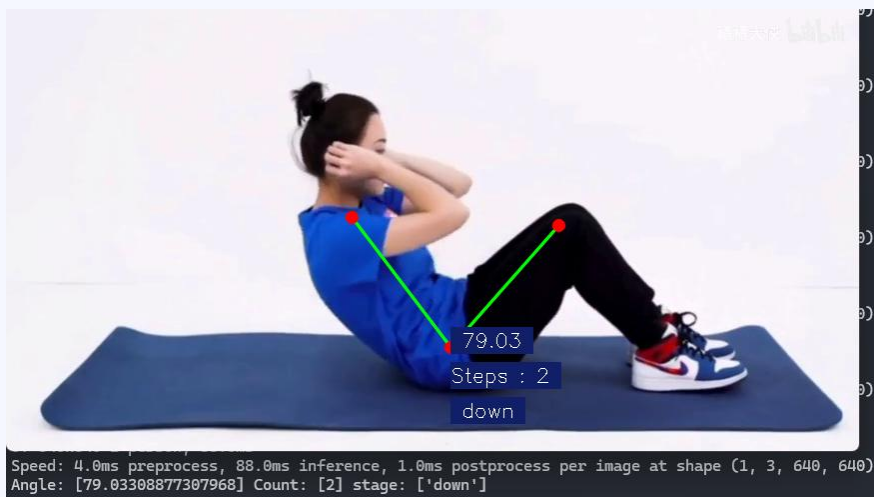 79.03
Steps : 2
down
Speed: 4.0ms preprocess, 88.0ms inference, 1.0ms postprocess per image at shape (1, 3, 640, 640)
Angle: [79.03308877307968] Count: [2] stage: ['down']